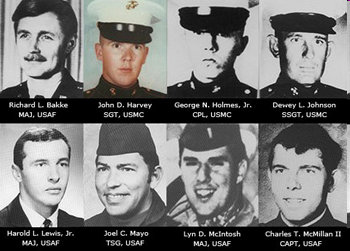 Richard L. Bakke
MAJ, USAF
John D. Harvey
SGT, USMC
George N. Holmes, Jr.
CPL, USMC
Dewey L. Johnson
SSGT, USMC
Harold L. Lewis, Jr.
MAJ, USAF
Joel C. Mayo
TSG, USAF
Lyn D. McIntosh
MAJ, USAF
Charles T. McMillan II
CAPT, USAF